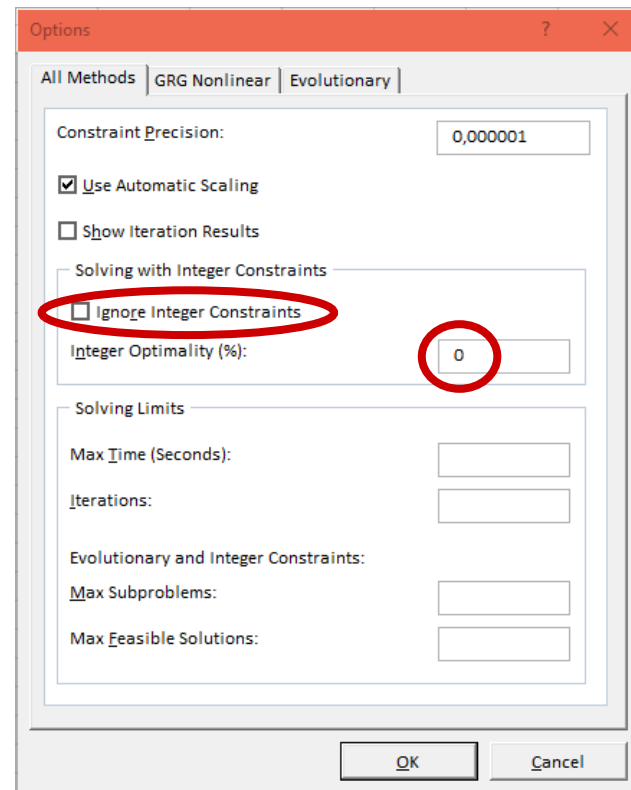 Options ?
All Methods GRG Nonlinear Evolutionary
Constraint Precision: 0,000001
Use Automatic Scaling
Show Iteration Results
Solving with Integer Constraints
Ignore Integer Constraints
Integer Optimality (%): 0
Solving Limits
Max Time (Seconds):
Iterations:
Evolutionary and Integer Constraints:
Max Subproblems:
Max Feasible Solutions:
OK Cancel